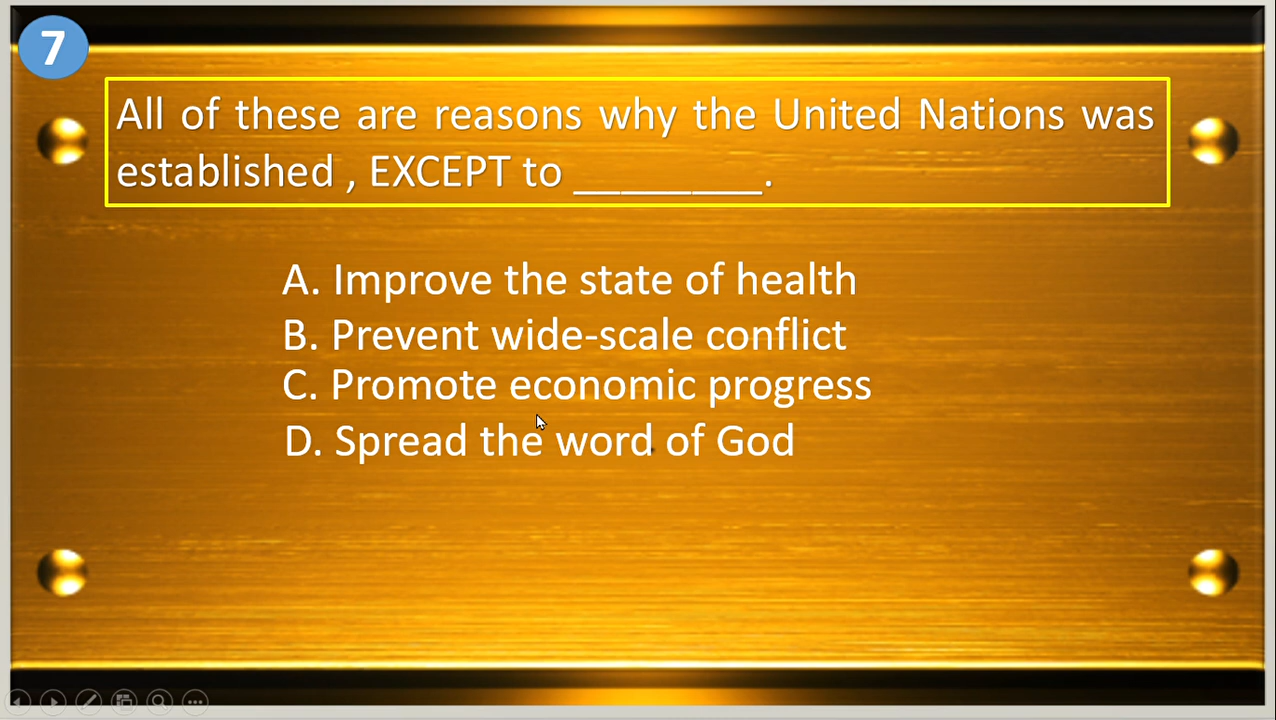 7
All of these are reasons why the United Nations was
established , EXCEPT to ________.
A. Improve the state of health
B. Prevent wide-scale conflict
C. Promote economic progress
D. Spread the word of God